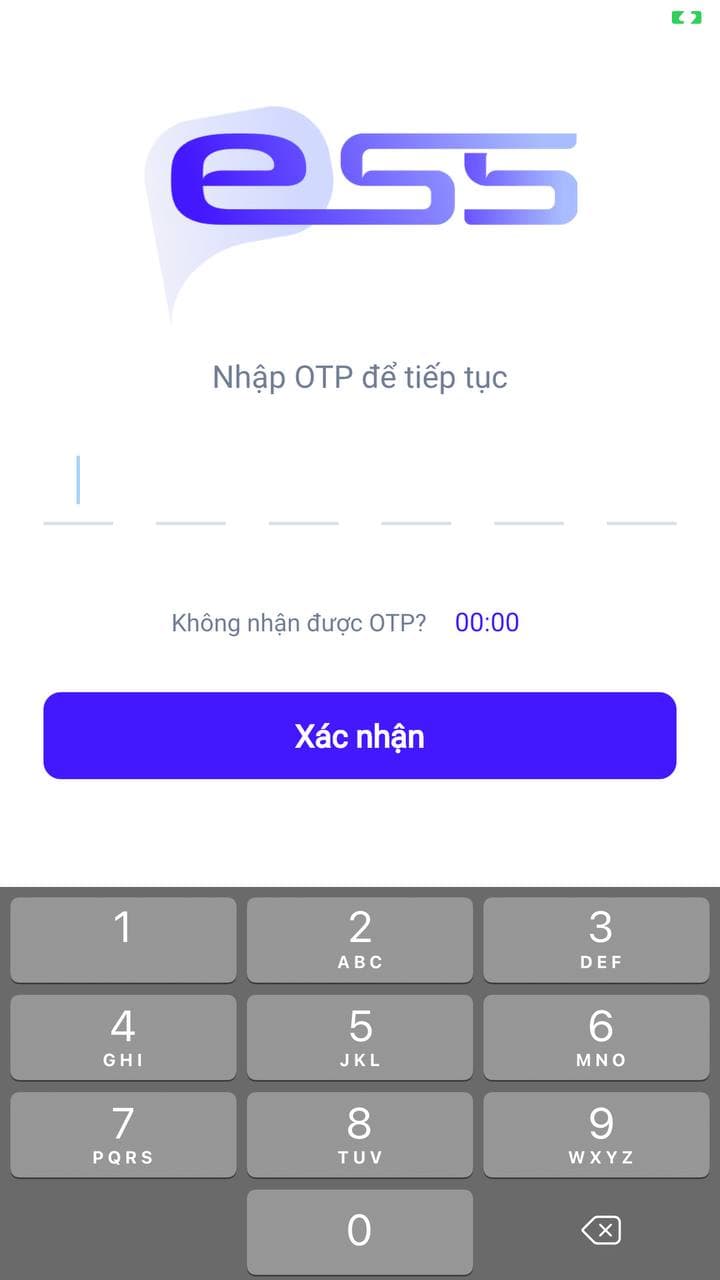 ess
Nhập OTP để tiếp tục
Không nhận được OTP? 00:00
Xác nhận
1 2 3
ABC DEF
4 5 6
GHI JKL MNO
7 8 9
PQRS TUV WXYZ
0